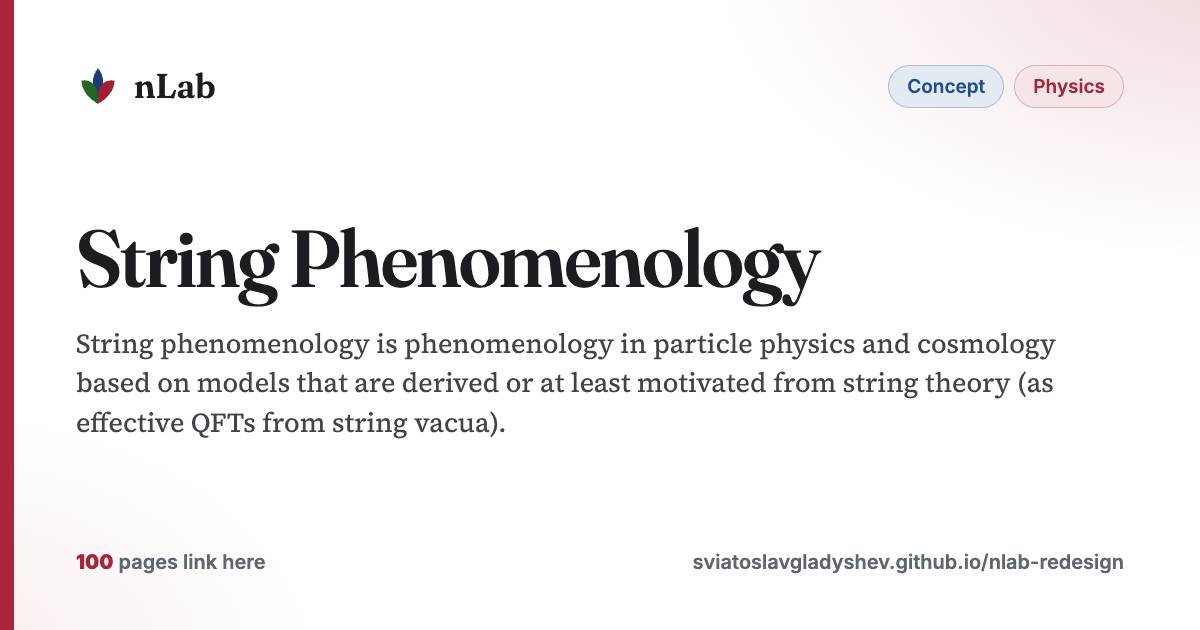 nLab
Concept
Physics
String Phenomenology
String phenomenology is phenomenology in particle physics and cosmology
based on models that are derived or at least motivated from string theory (as
effective QFTs from string vacua).
100 pages link here
sviatoslavgladyshev.github.io/nlab-redesign